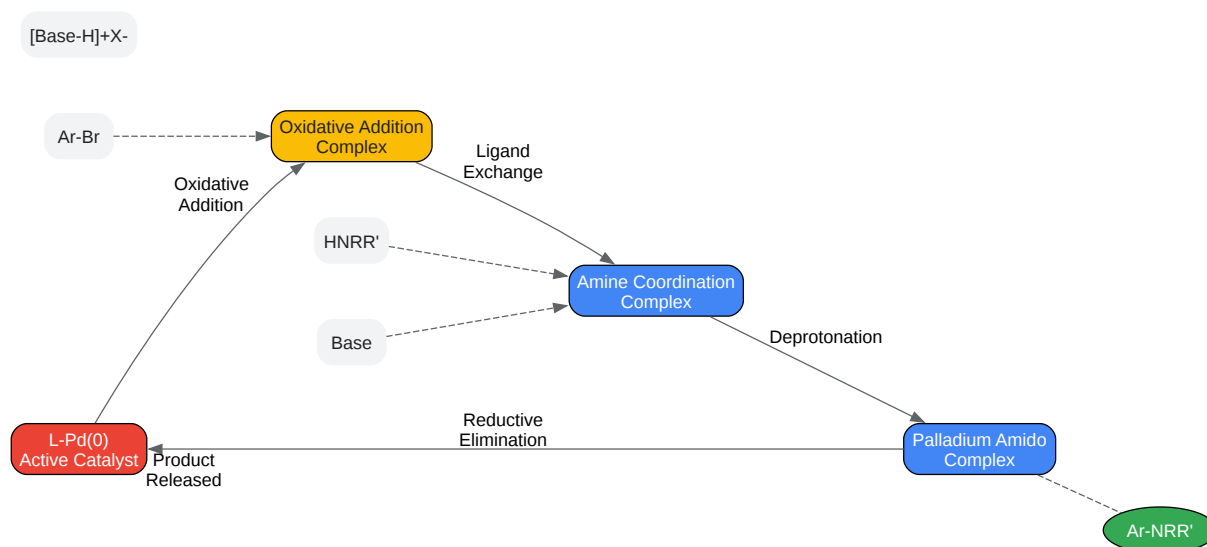 [Base-H]+X-
Ar-Br
Oxidative Addition
Complex
Ligand
Exchange
Oxidative
Addition
HNRR'
Amine Coordination
Complex
Base
Deprotonation
Reductive
Elimination
L-Pd(0)
Active Catalyst
Product
Released
Palladium Amido
Complex
Ar-NRR'